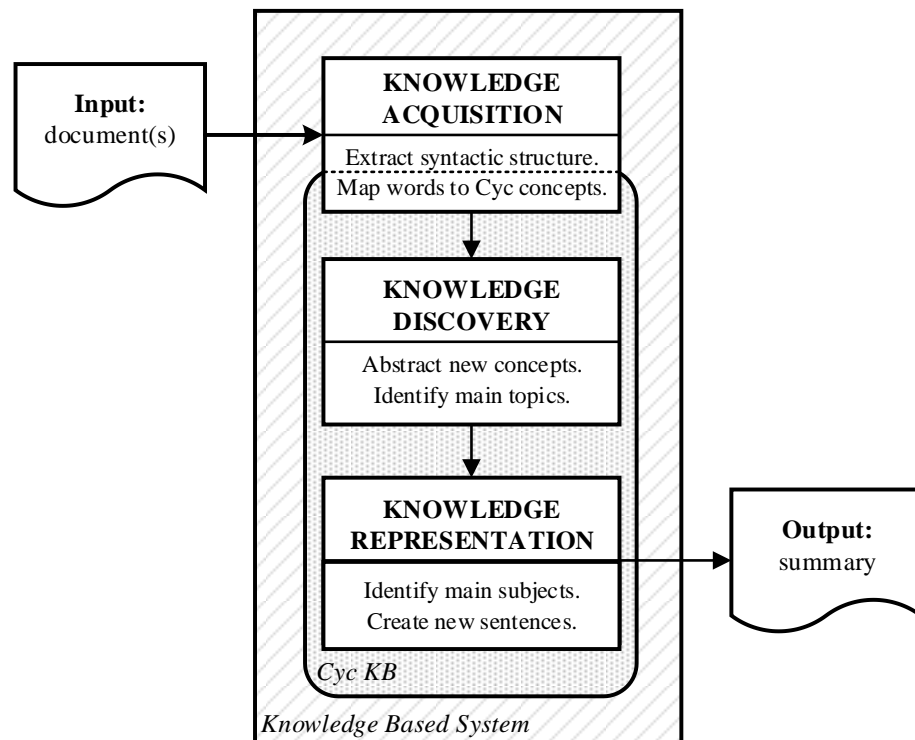 Input:
document(s)
KNOWLEDGE
ACQUISITION
Extract syntactic structure.
Map words to Cyc concepts.
KNOWLEDGE
DISCOVERY
Abstract new concepts.
Identify main topics.
KNOWLEDGE
REPRESENTATION
Identify main subjects.
Create new sentences.
Output:
summary
Cyc KB
Knowledge Based System